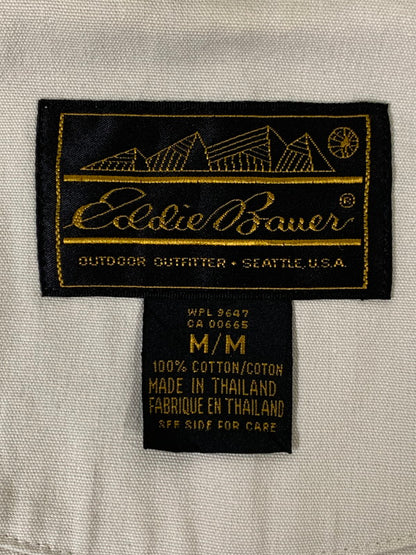 Eddie Bauer®
OUTDOOR OUTFITTER • SEATTLE, U.S.A.
WPL 9647
CA 00665
M/M
100% COTTON/COTON
MADE IN THAILAND
FABRIQUE EN THAILAND
SEE SIDE FOR CARE